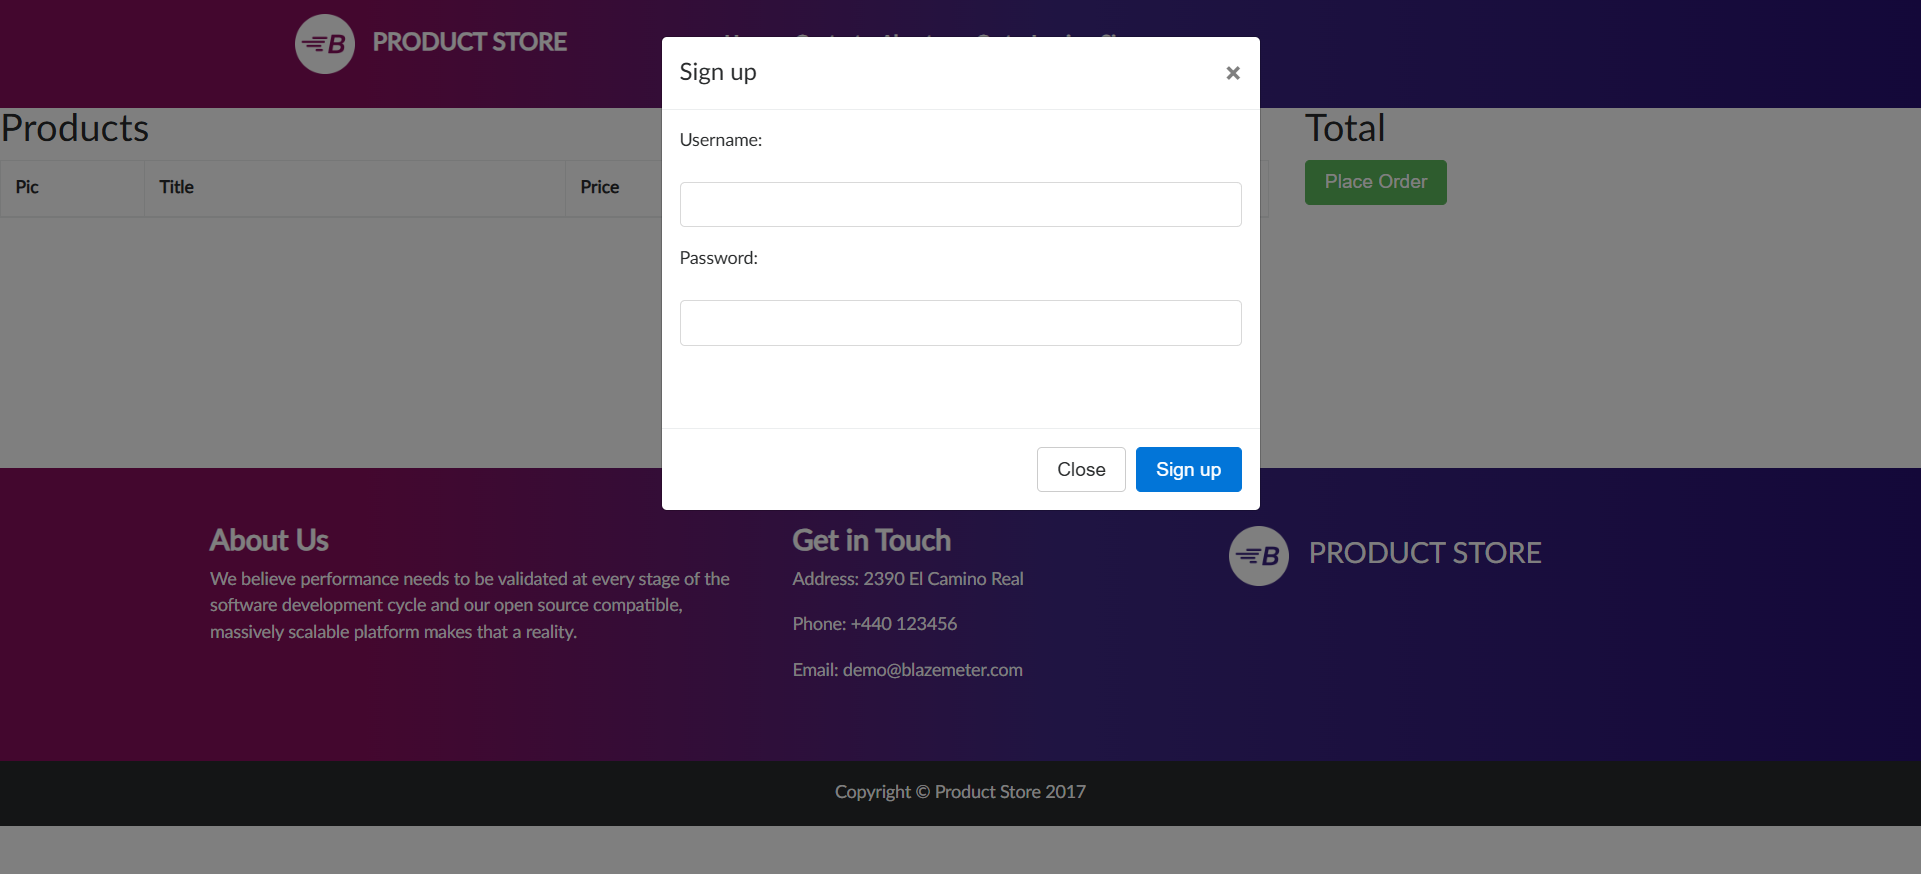 B PRODUCT STORE
Sign up ×
Username:
Password:
Close Sign up
Products
Pic Title Price
Total
Place Order
About Us
We believe performance needs to be validated at every stage of the
software development cycle and our open source compatible,
massively scalable platform makes that a reality.
Get in Touch
Address: 2390 El Camino Real
Phone: +440 123456
Email: demo@blazemeter.com
B PRODUCT STORE
Copyright © Product Store 2017